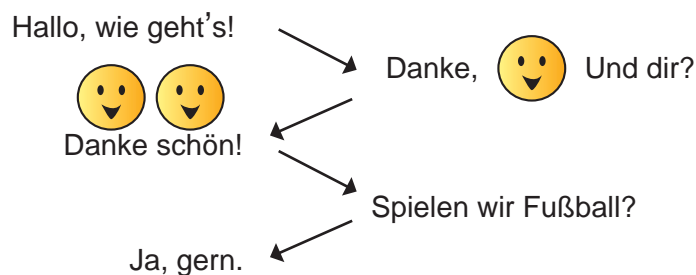 Hallo, wie geht's!
Danke, Und dir?
Danke schön!
Spielen wir Fußball?
Ja, gern.